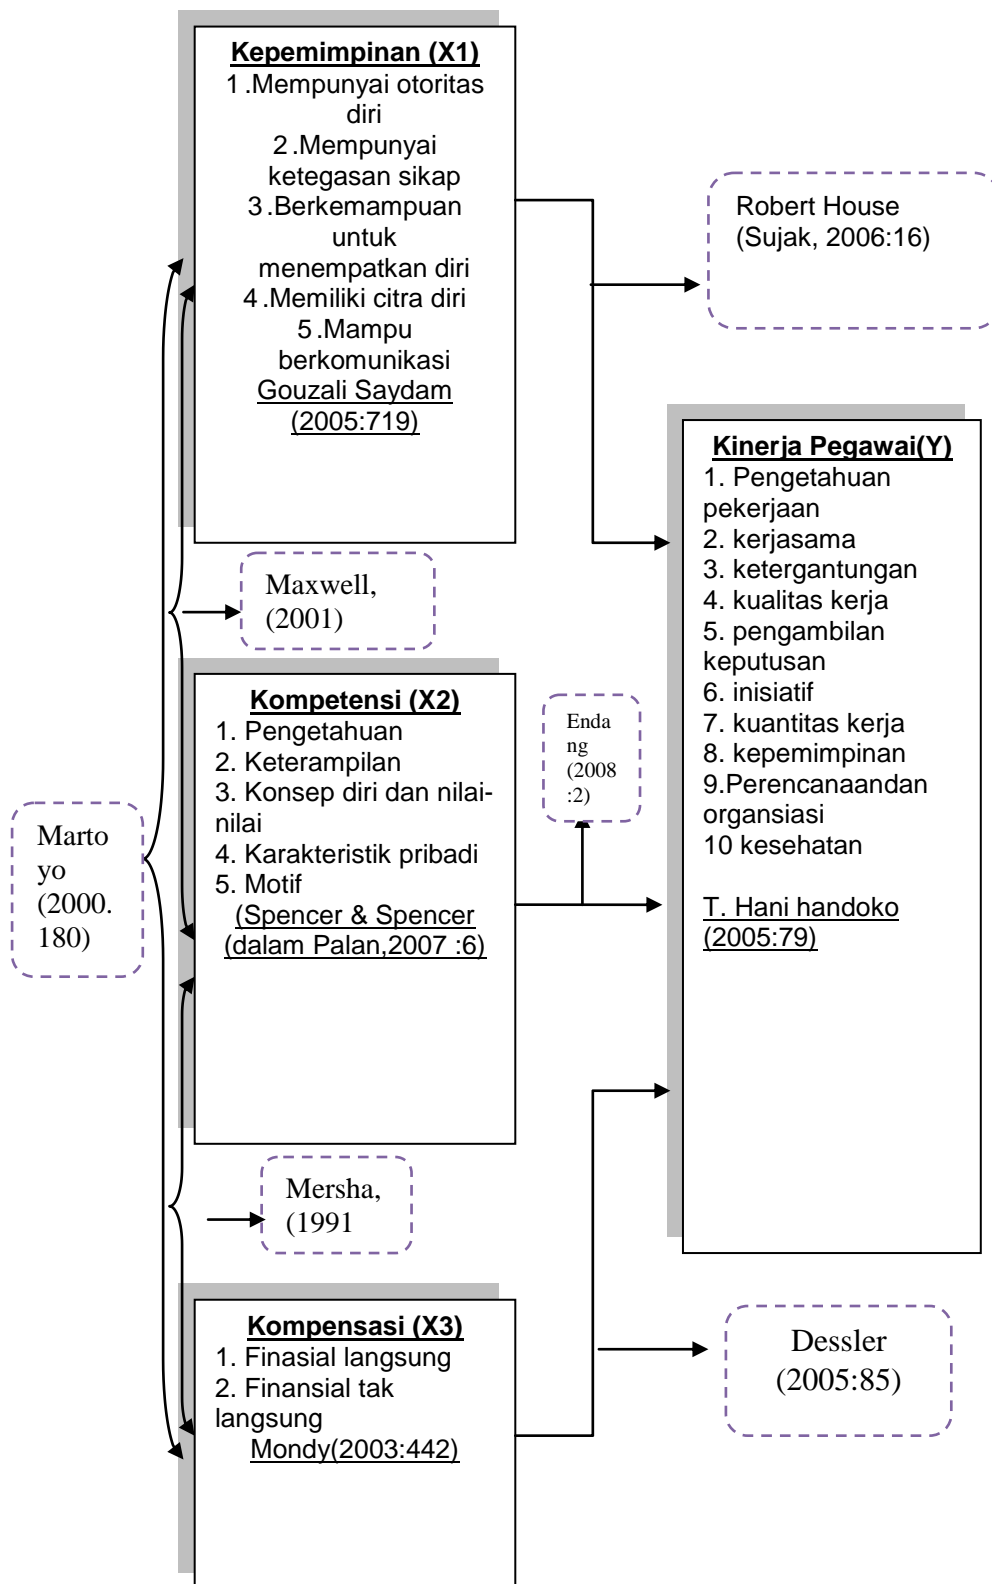 Kepemimpinan (X1)
1.Mempunyai otoritas
diri
2.Mempunyai
ketegasan sikap
3.Berkemampuan
untuk
menempatkan diri
4.Memiliki citra diri
5.Mampu
berkomunikasi
Gouzali Saydam
(2005:719)
Robert House
(Sujak, 2006:16)
Maxwell,
(2001)
Kinerja Pegawai(Y)
1. Pengetahuan
pekerjaan
2. kerjasama
3. ketergantungan
4. kualitas kerja
5. pengambilan
keputusan
6. inisiatif
7. kuantitas kerja
8. kepemimpinan
9.Perencanaandan
organsiasi
10 kesehatan
T. Hani handoko
(2005:79)
Kompetensi (X2)
1. Pengetahuan
2. Keterampilan
3. Konsep diri dan nilai-
nilai
4. Karakteristik pribadi
5. Motif
(Spencer & Spencer
(dalam Palan,2007 :6)
Enda
ng
(2008
:2)
Marto
yo
(2000.
180)
Mersha,
(1991
Kompensasi (X3)
1. Finasial langsung
2. Finansial tak
langsung
Mondy(2003:442)
Dessler
(2005:85)